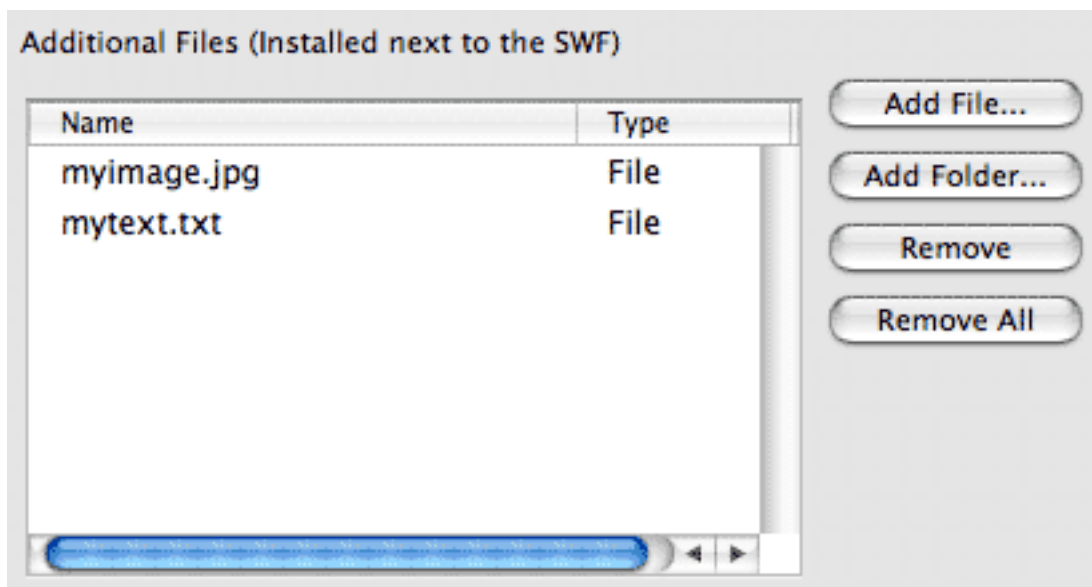 Additional Files (Installed next to the SWF)
Name Type
myimage.jpg File
mytext.txt File
Add File...
Add Folder...
Remove
Remove All